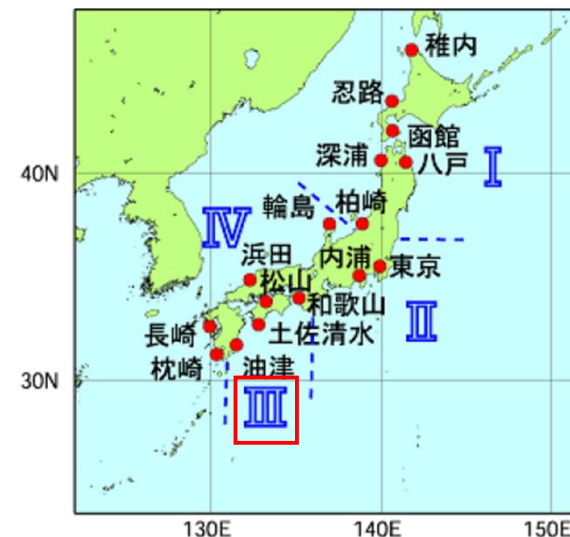 稚内
忍路
函館
深浦
八戸
I
40N
柏崎
輪島
IV
浜田
内浦
東京
松山
和歌山
II
土佐清水
長崎
枕崎
油津
30N
III
130E
140E
150E